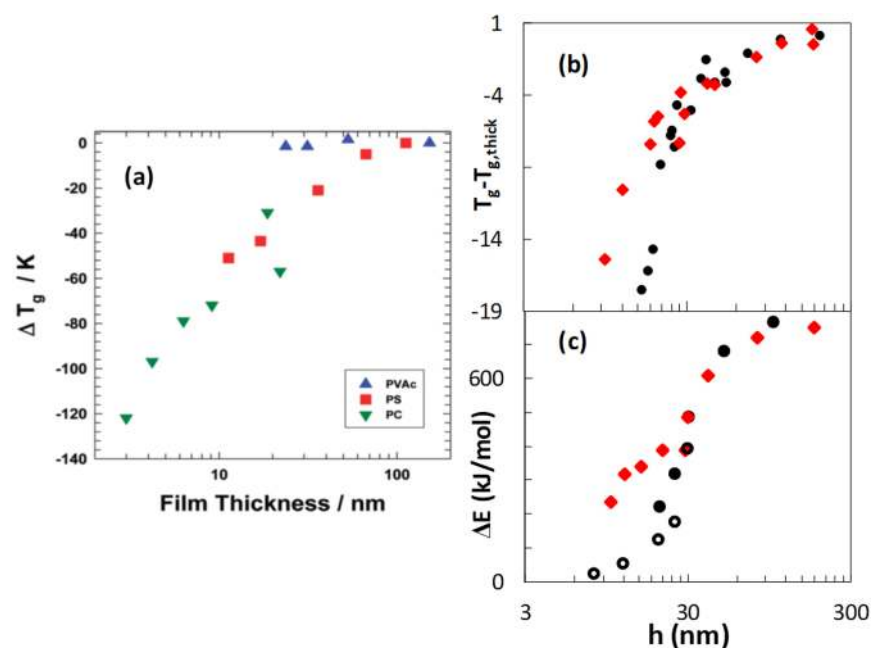 (a)
0
-20
-40
-60
-80
-100
-120
-140
Δ T_g / K
10
100
Film Thickness / nm
PVAc
PS
PC
(b)
1
-4
-14
-19
T_g-T_g,thick
(c)
600
0
ΔE (kJ/mol)
3
30
300
h (nm)